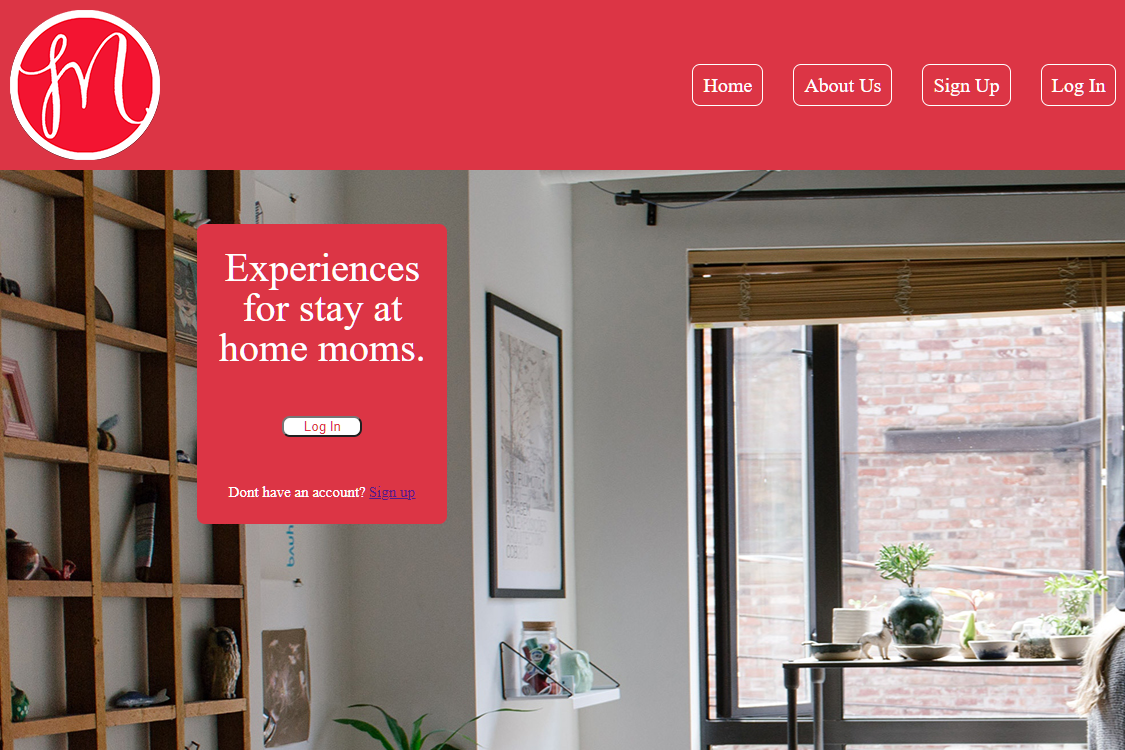 M
Home
About Us
Sign Up
Log In
Experiences
for stay at
home moms.
Log In
Dont have an account? Sign up